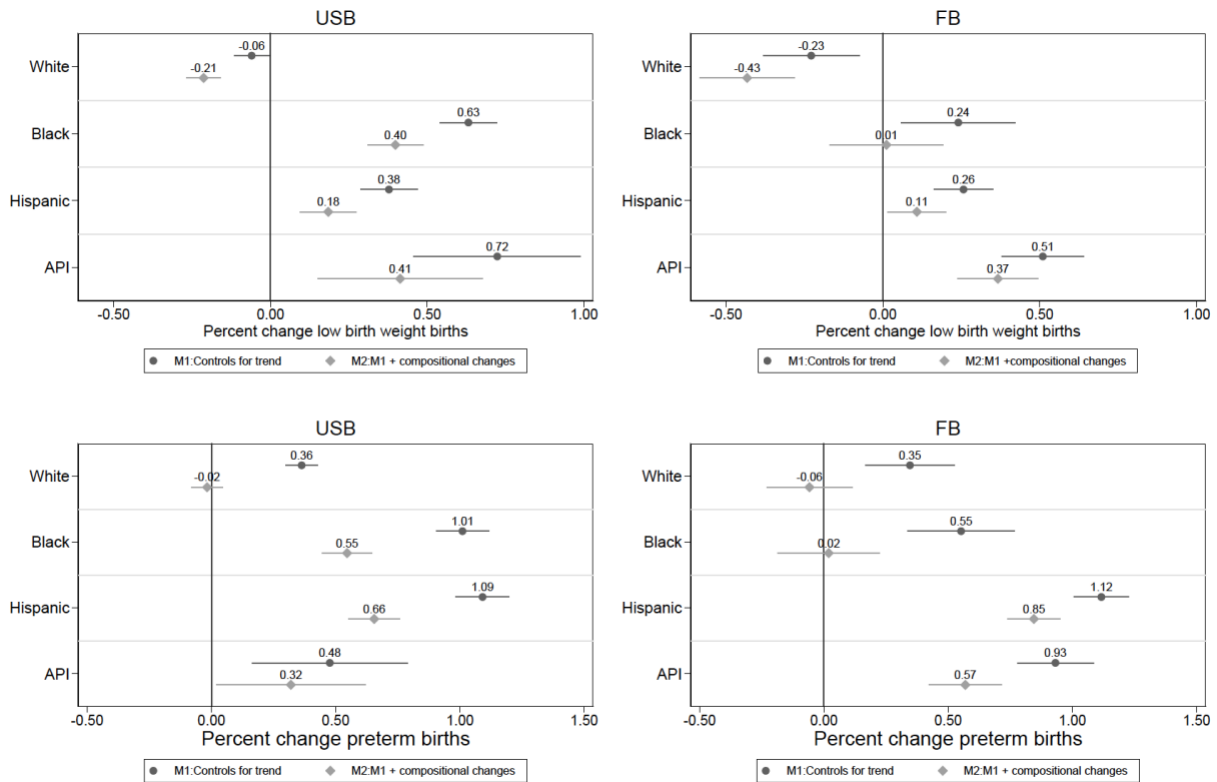 USB
White
-0.06
-0.21
Black
0.63
0.40
Hispanic
0.38
0.18
API
0.72
0.41
-0.50 0.00 0.50 1.00
Percent change low birth weight births
M1:Controls for trend M2:M1 + compositional changes
FB
White
-0.23
-0.43
Black
0.24
0.01
Hispanic
0.26
0.11
API
0.51
0.37
-0.50 0.00 0.50 1.00
Percent change low birth weight births
M1:Controls for trend M2:M1 +compositional changes
USB
White
0.36
-0.02
Black
1.01
0.55
Hispanic
1.09
0.66
API
0.48
0.32
-0.50 0.00 0.50 1.00 1.50
Percent change preterm births
M1:Controls for trend M2:M1 + compositional changes
FB
White
0.35
-0.06
Black
0.55
0.02
Hispanic
1.12
0.85
API
0.93
0.57
-0.50 0.00 0.50 1.00 1.50
Percent change preterm births
M1:Controls for trend M2:M1 + compositional changes